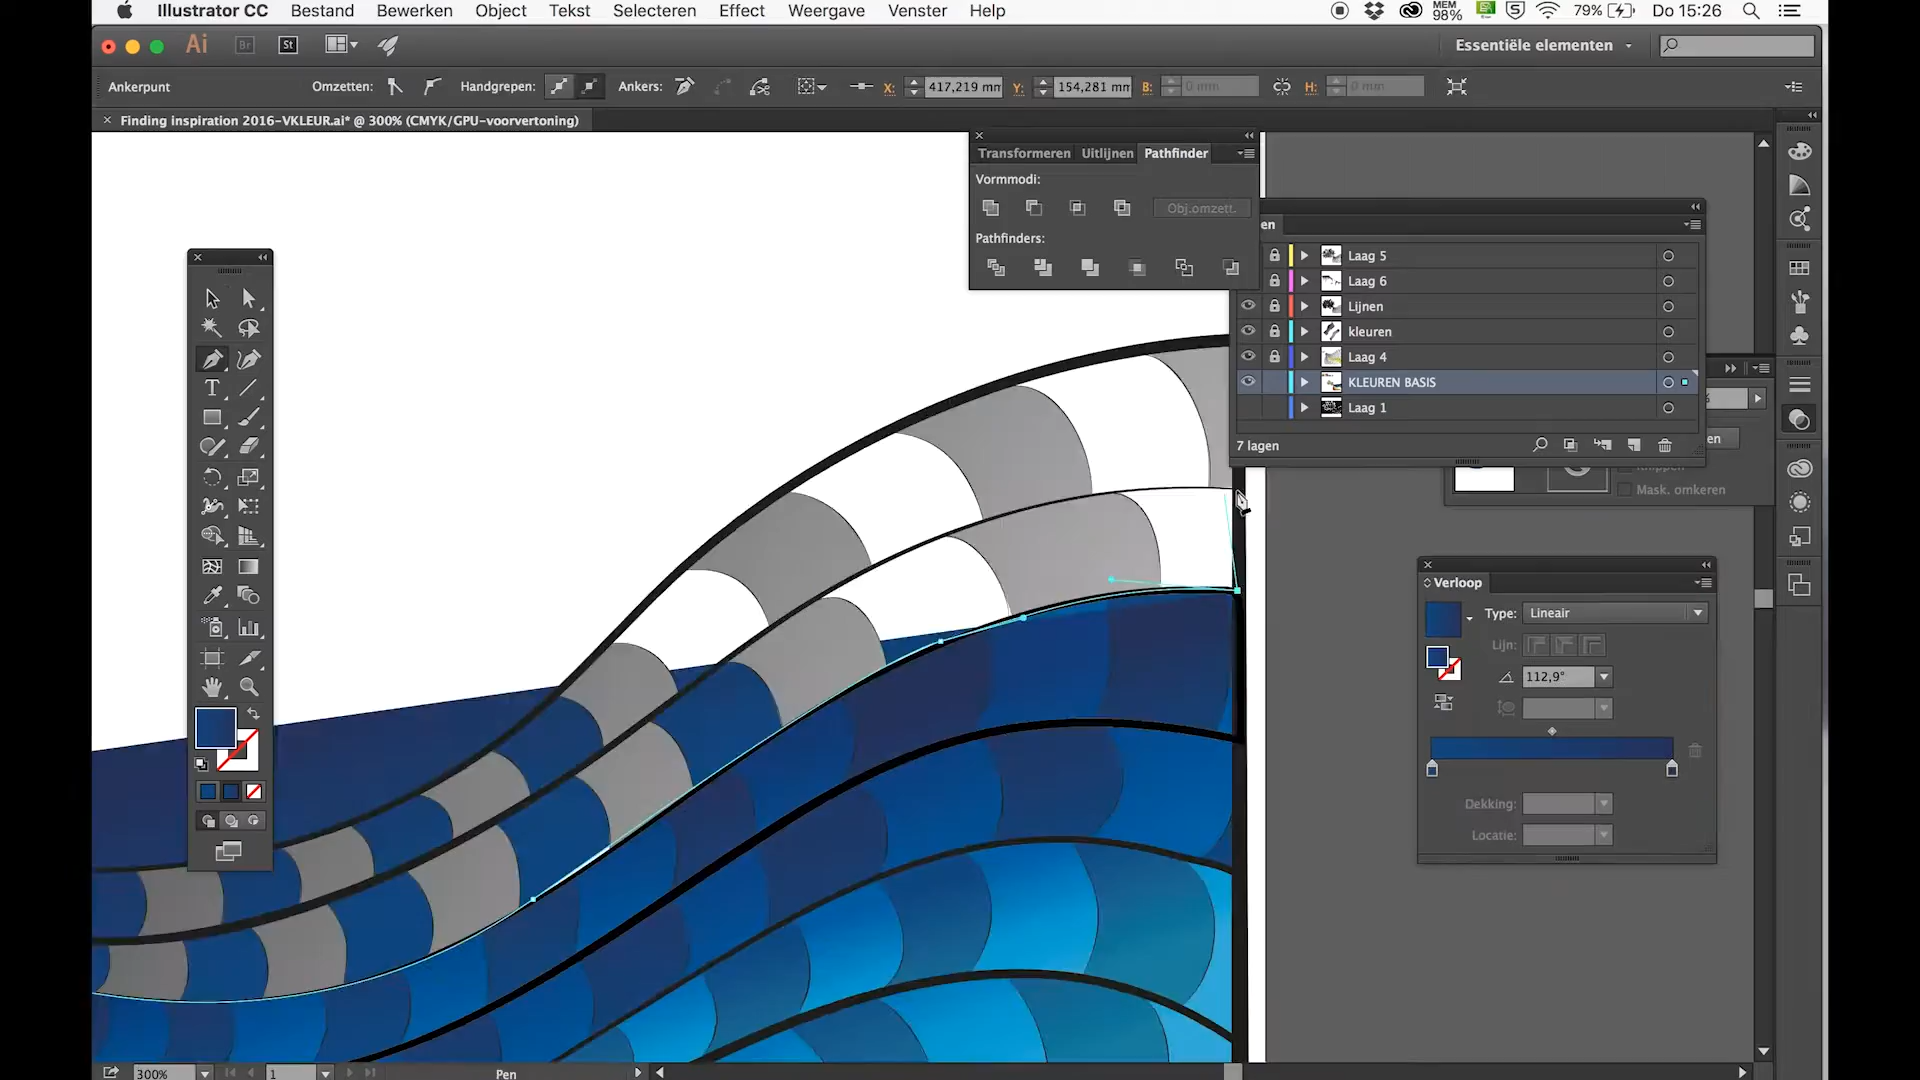 Illustrator CC Bestand Bewerken Object Tekst Selecteren Effect Weergave Venster Help MEM 98% 79% Do 15:26
Ai Br St Essentiële elementen
Ankerpunt Omzetten: Handgrepen: Ankers: X: 417,219 mm Y: 154,281 mm B: 0 mm H: 0 mm
× Finding inspiration 2016-VKLEUR.ai* @ 300% (CMYK/GPU-voorvertoning)
Transformeren Uitlijnen Pathfinder
Vormmodi:
Obj.omzett.
Pathfinders:
en
Laag 5
Laag 6
Lijnen
kleuren
Laag 4
KLEUREN BASIS
Laag 1
7 lagen
en
Knippen
Mask. omkeren
Verloop
Type: Lineair
Lijn:
112,9°
Dekking:
Locatie:
300% 1 Pen